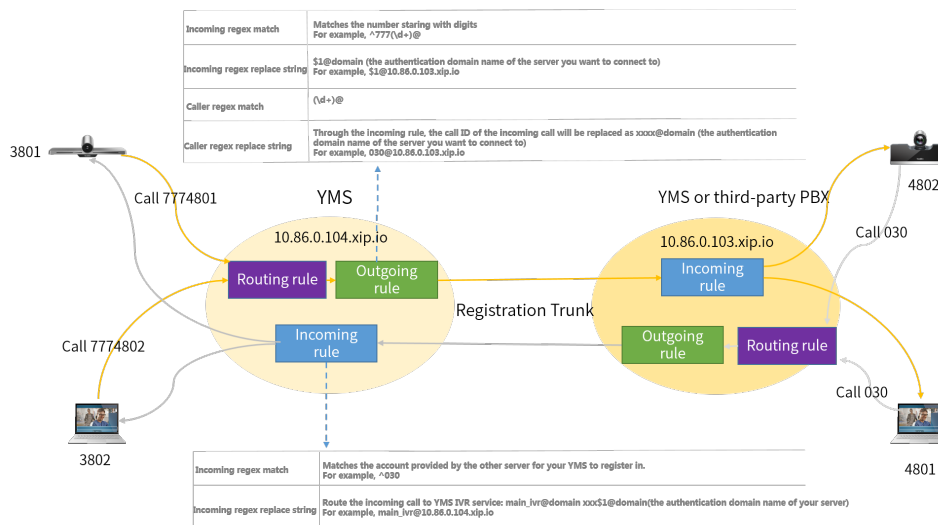 Incoming regex match
Matches the number staring with digits
For example, ^777(\d+)@
Incoming regex replace string
$1@domain (the authentication domain name of the server you want to connect to)
For example, $1@10.86.0.103.xip.io
Caller regex match
(\d+)@
Caller regex replace string
Through the incoming rule, the call ID of the incoming call will be replaced as xxxx@domain (the authentication
domain name of the server you want to connect to)
For example, 030@10.86.0.103.xip.io
3801
4802
Call 7774801
YMS
YMS or third-party PBX
Call 030
10.86.0.104.xip.io
10.86.0.103.xip.io
Routing rule
Outgoing
rule
Incoming
rule
Registration Trunk
Incoming
rule
Outgoing
rule
Routing rule
Call 7774802
Call 030
3802
4801
Incoming regex match
Matches the account provided by the other server for your YMS to register in.
For example, ^030
Incoming regex replace string
Route the incoming call to YMS IVR service: main_ivr@domain xxx$1@domain(the authentication domain name of your server)
For example, main_ivr@10.86.0.104.xip.io